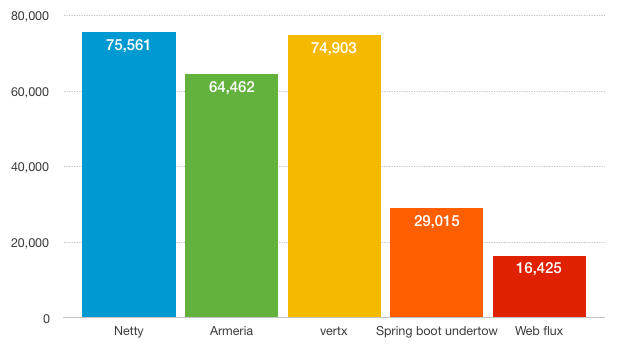 80,000
60,000
40,000
20,000
0
75,561
64,462
74,903
29,015
16,425
Netty
Armeria
vertx
Spring boot undertow
Web flux